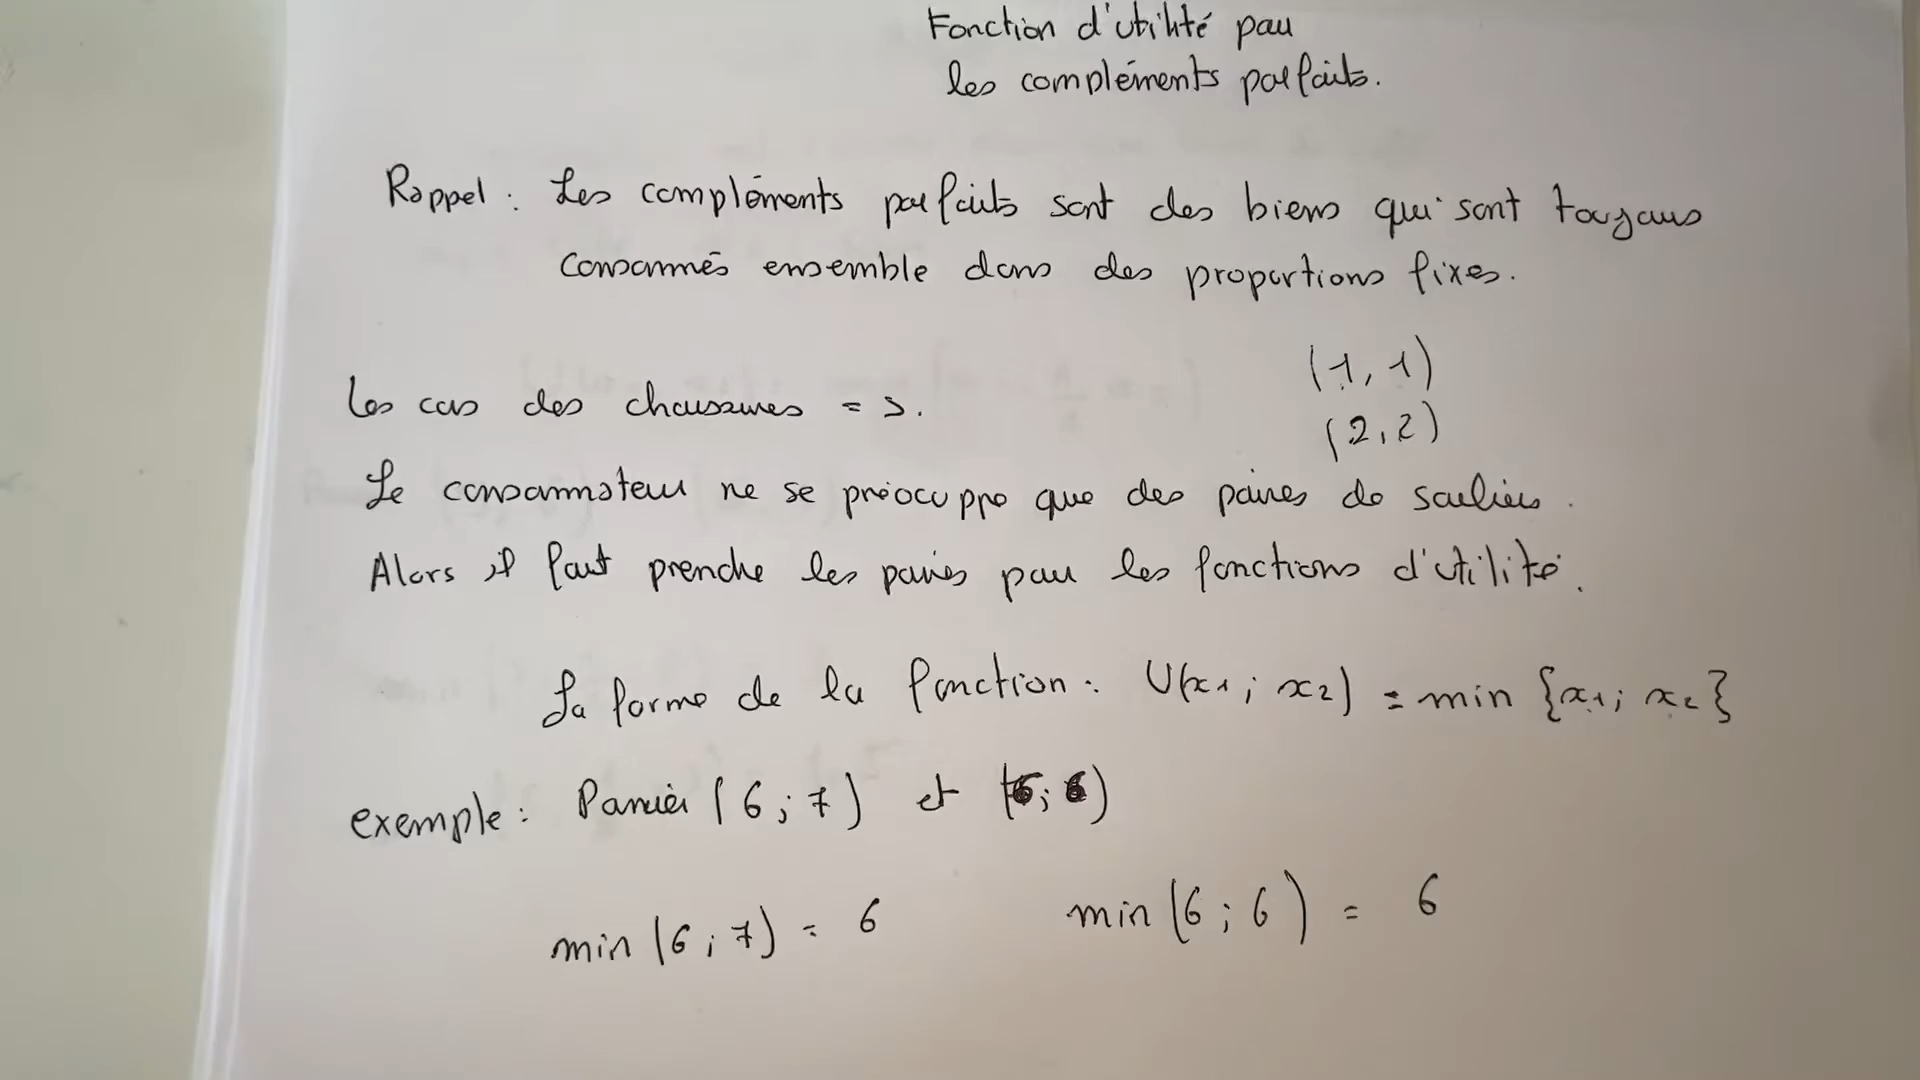 Fonction d'utilité pour
les compléments parfaits.
Rappel : Les compléments parfaits sont des biens qui sont toujours
consommés ensemble dans des proportions fixes.
(1, 1)
Les cas des chaussures = s.
(2, 2)
Le consommateur ne se préoccupe que des paires de souliers.
Alors il faut prendre les paires pour les fonctions d'utilité.
La forme de la fonction : U(x1 ; x2) = min {x1 ; x2}
exemple : Panier (6 ; 7) et (6 ; 6)
min (6 ; 7) = 6 min (6 ; 6) = 6